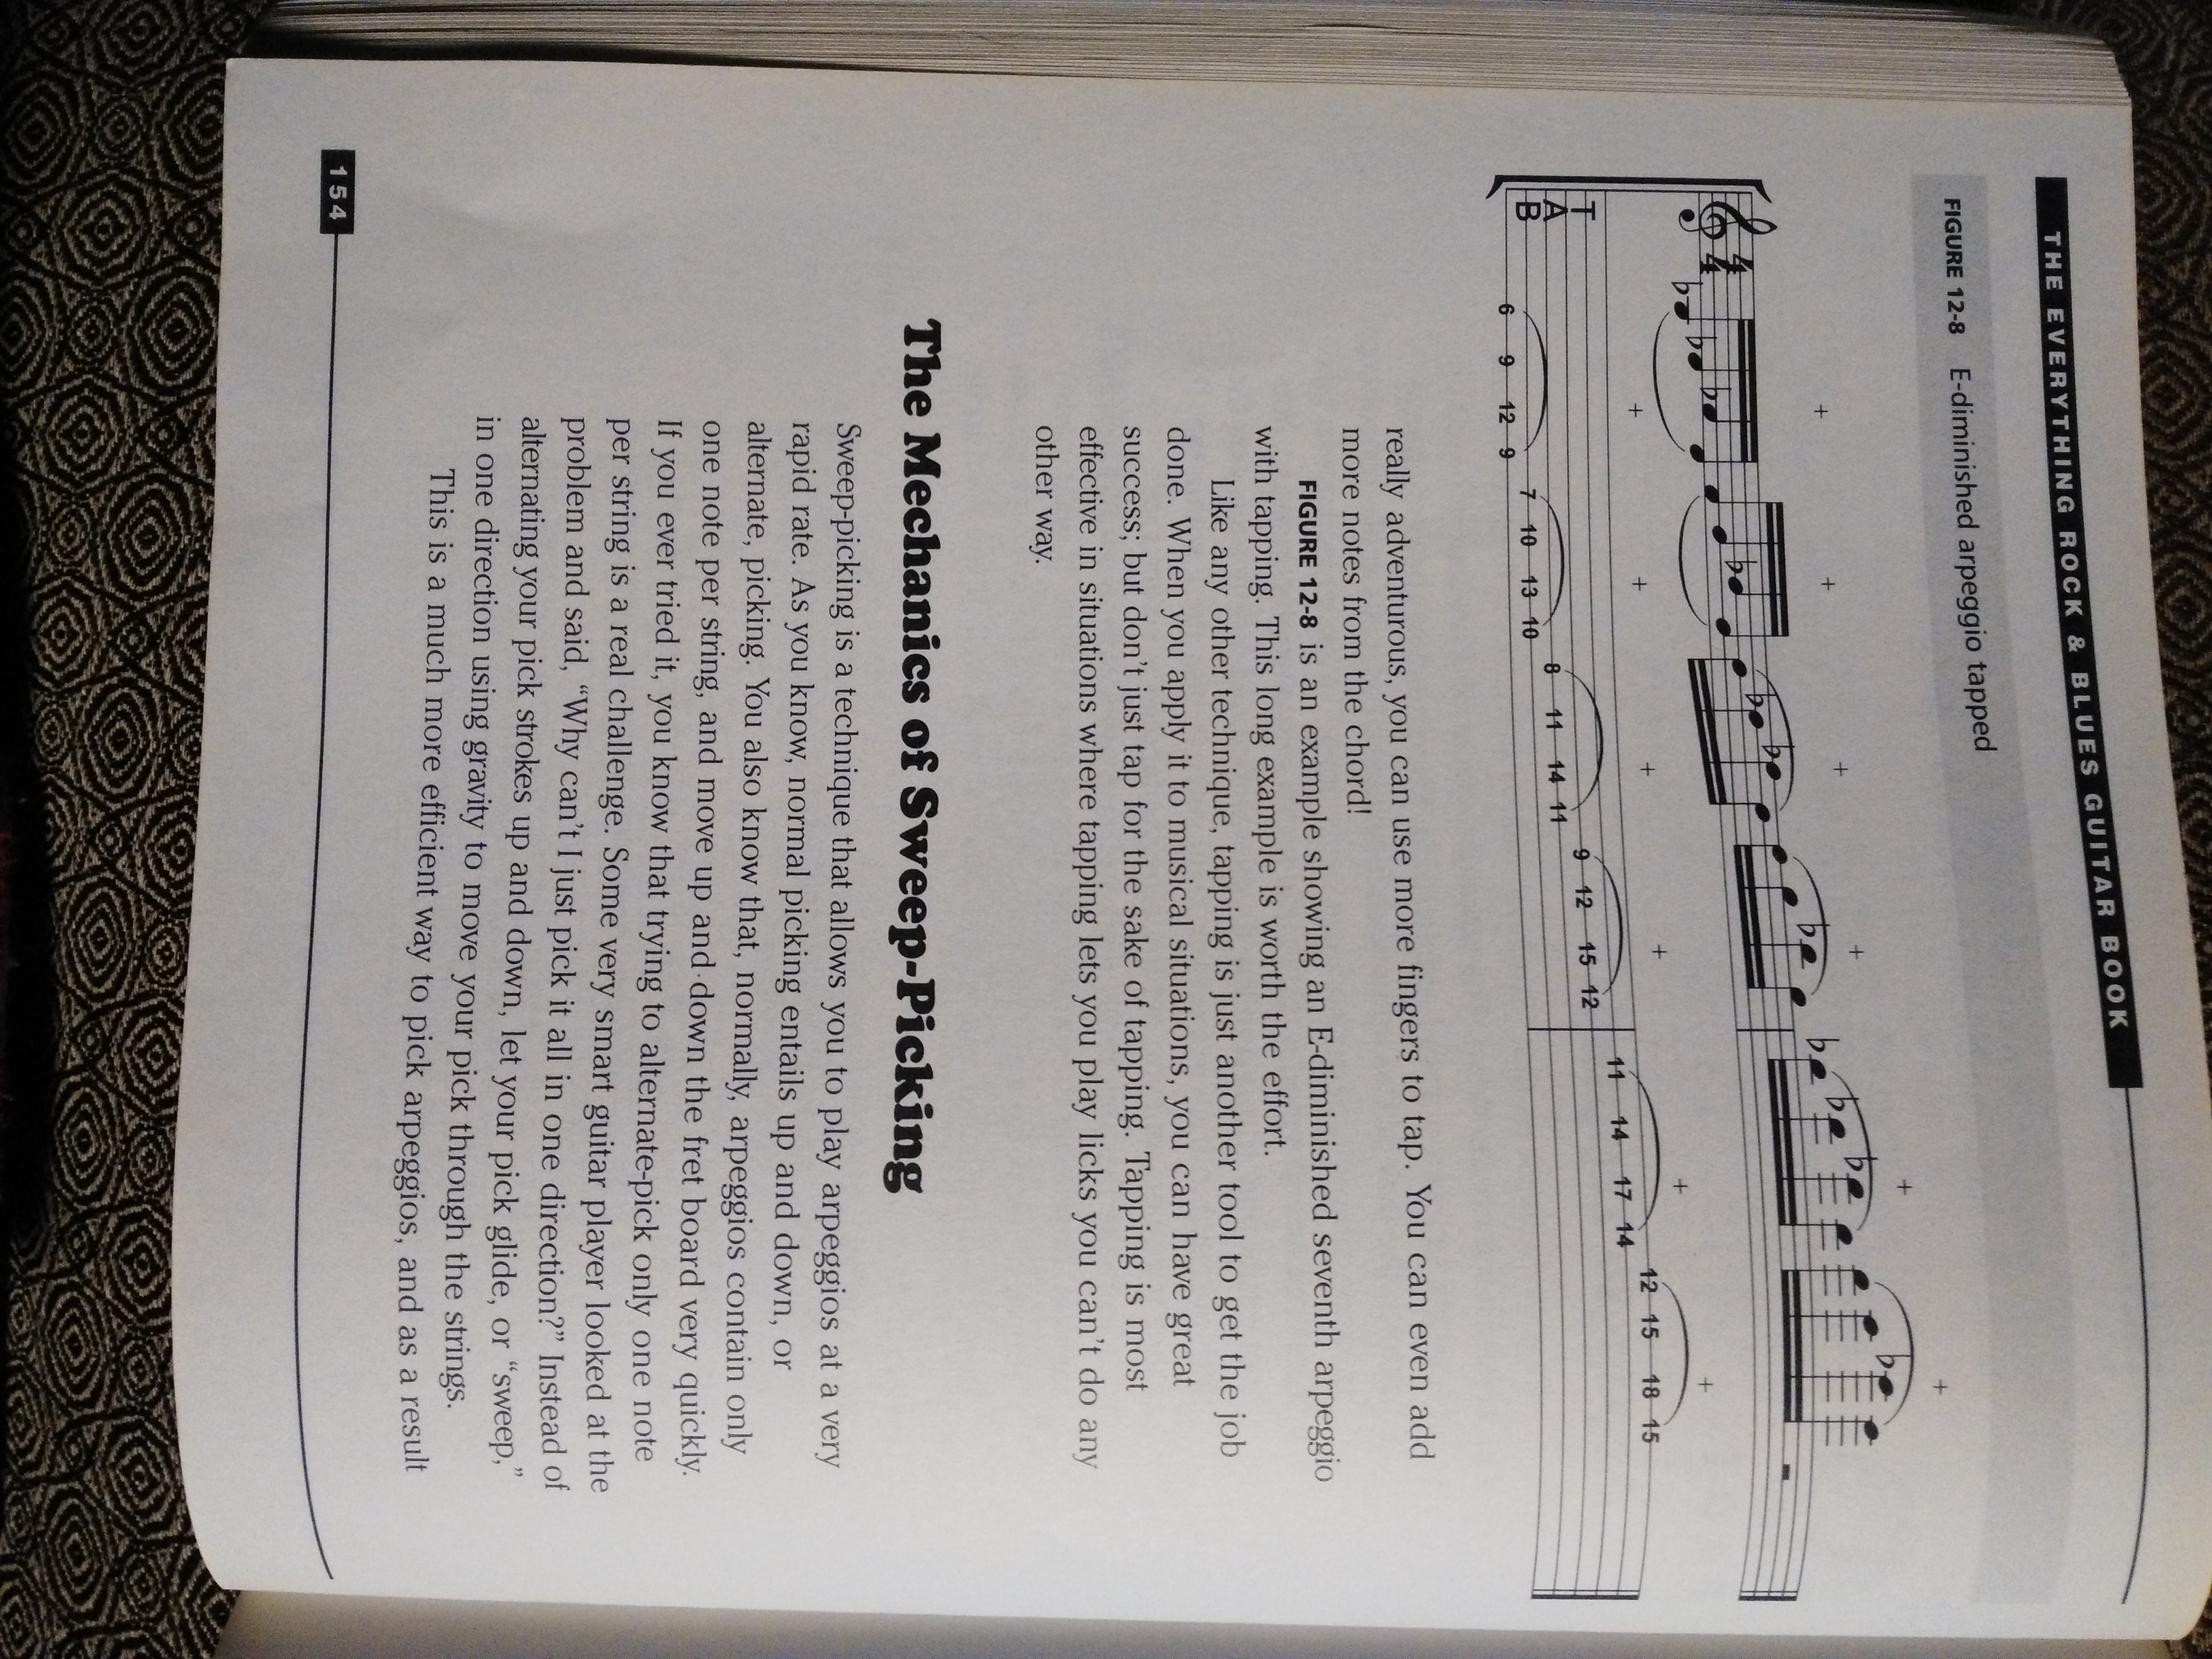 THE EVERYTHING ROCK & BLUES GUITAR BOOK
FIGURE 12-8 E-diminished arpeggio tapped
+ + + + + +
4
4
+ + + + + +
T
A
B
6 9 12 9 7 10 13 10 8 11 14 11 9 12 15 12 11 14 17 14 12 15 18 15
really adventurous, you can use more fingers to tap. You can even add
more notes from the chord!
FIGURE 12-8 is an example showing an E-diminished seventh arpeggio
with tapping. This long example is worth the effort.
Like any other technique, tapping is just another tool to get the job
done. When you apply it to musical situations, you can have great
success; but don't just tap for the sake of tapping. Tapping is most
effective in situations where tapping lets you play licks you can't do any
other way.
The Mechanics of Sweep-Picking
Sweep-picking is a technique that allows you to play arpeggios at a very
rapid rate. As you know, normal picking entails up and down, or
alternate, picking. You also know that, normally, arpeggios contain only
one note per string, and move up and down the fret board very quickly.
If you ever tried it, you know that trying to alternate-pick only one note
per string is a real challenge. Some very smart guitar player looked at the
problem and said, “Why can't I just pick it all in one direction?” Instead of
alternating your pick strokes up and down, let your pick glide, or “sweep,”
in one direction using gravity to move your pick through the strings.
This is a much more efficient way to pick arpeggios, and as a result
154